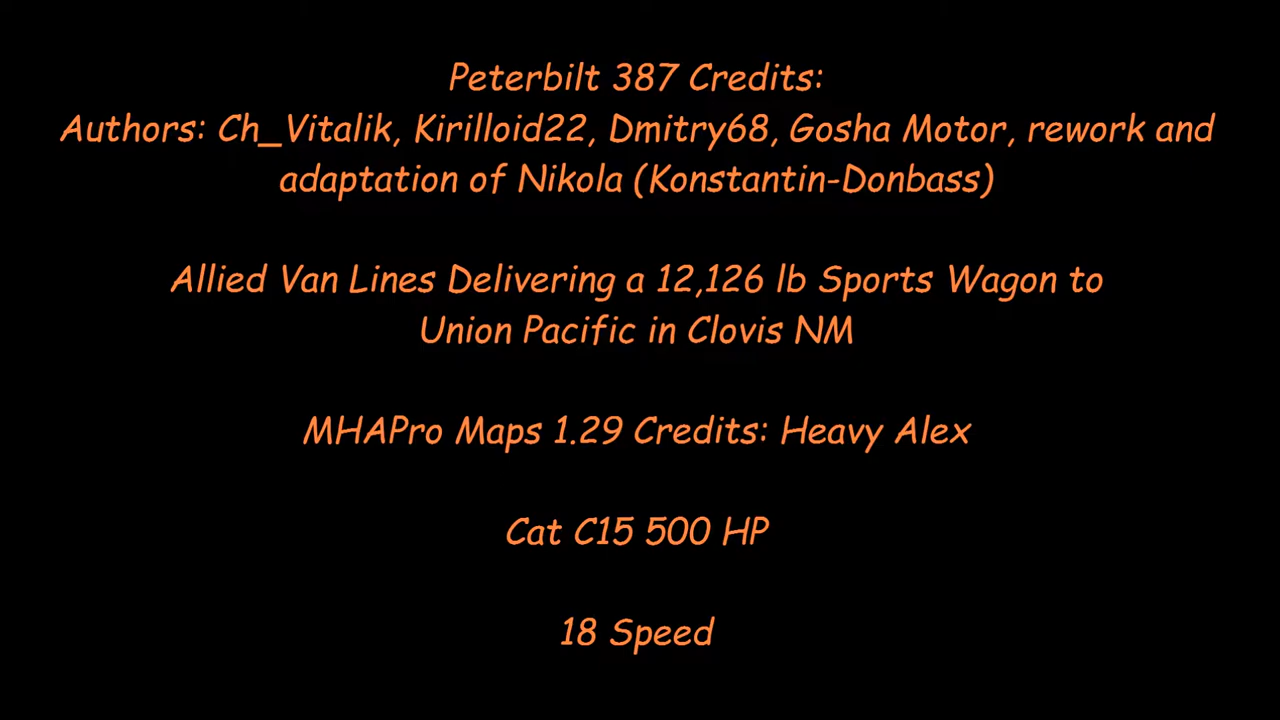 Peterbilt 387 Credits:
Authors: Ch_Vitalik, Kirilloid22, Dmitry68, Gosha Motor, rework and
adaptation of Nikola (Konstantin-Donbass)
Allied Van Lines Delivering a 12,126 lb Sports Wagon to
Union Pacific in Clovis NM
MHAPro Maps 1.29 Credits: Heavy Alex
Cat C15 500 HP
18 Speed